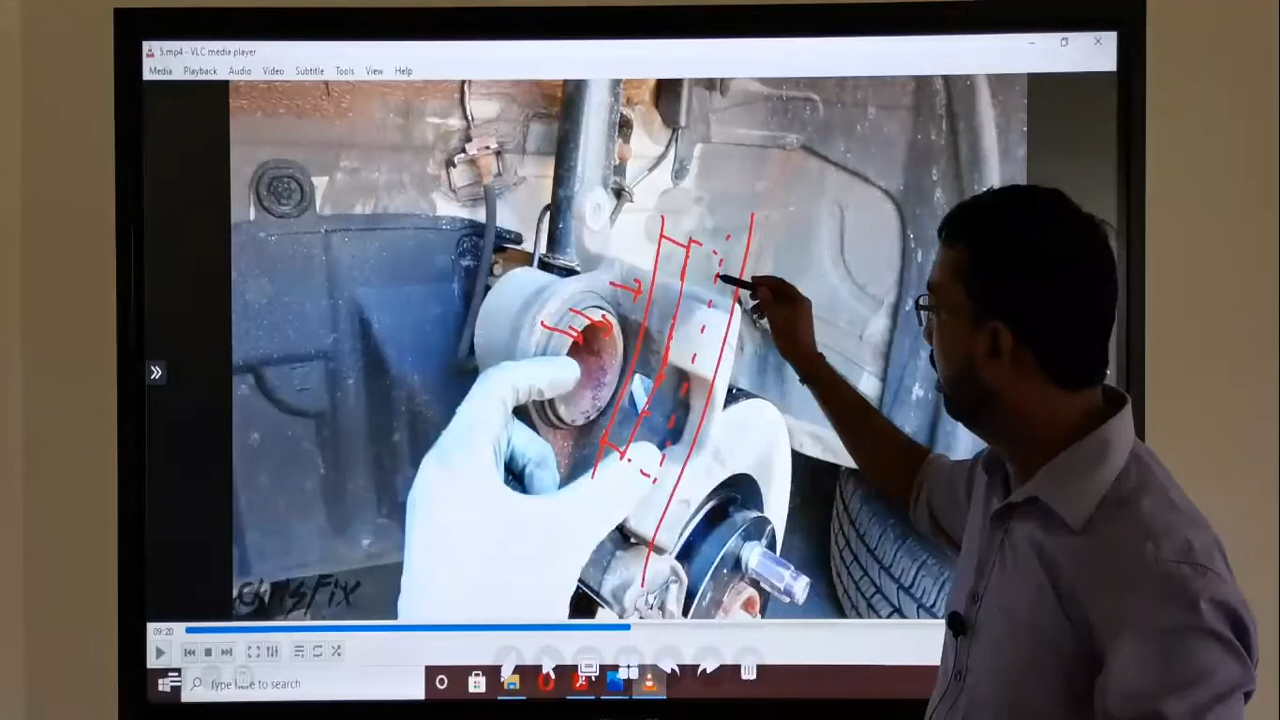 5.mp4 - VLC media player
Media Playback Audio Video Subtitle Tools View Help
ChrisFix
09:20
Type here to search